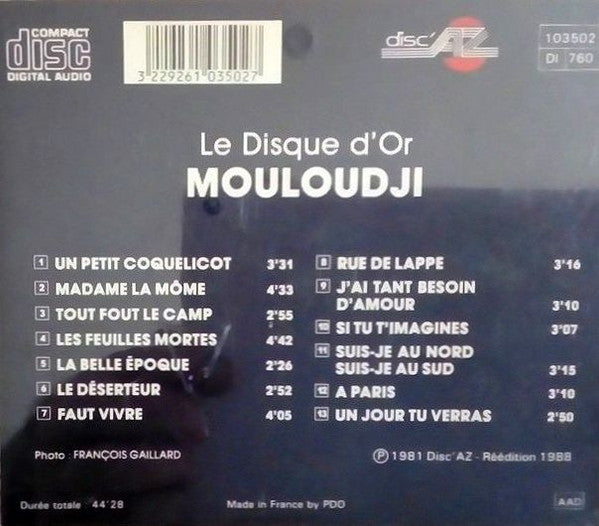 COMPACT
disc
DIGITAL AUDIO
3 229261 035027
disc'AZ
103502
DI 760
Le Disque d'Or
MOULOUDJI
1 UN PETIT COQUELICOT 3'31
2 MADAME LA MÔME 4'33
3 TOUT FOUT LE CAMP 2'55
4 LES FEUILLES MORTES 4'42
5 LA BELLE ÉPOQUE 2'26
6 LE DÉSERTEUR 2'52
7 FAUT VIVRE 4'05
8 RUE DE LAPPE 3'16
9 J'AI TANT BESOIN
D'AMOUR 3'10
10 SI TU T'IMAGINES 3'07
11 SUIS-JE AU NORD
SUIS-JE AU SUD 3'15
12 A PARIS 3'10
13 UN JOUR TU VERRAS 2'50
Photo : FRANÇOIS GAILLARD
Ⓟ 1981 Disc'AZ - Réédition 1988
Durée totale : 44'28
Made in France by PDO
AAD